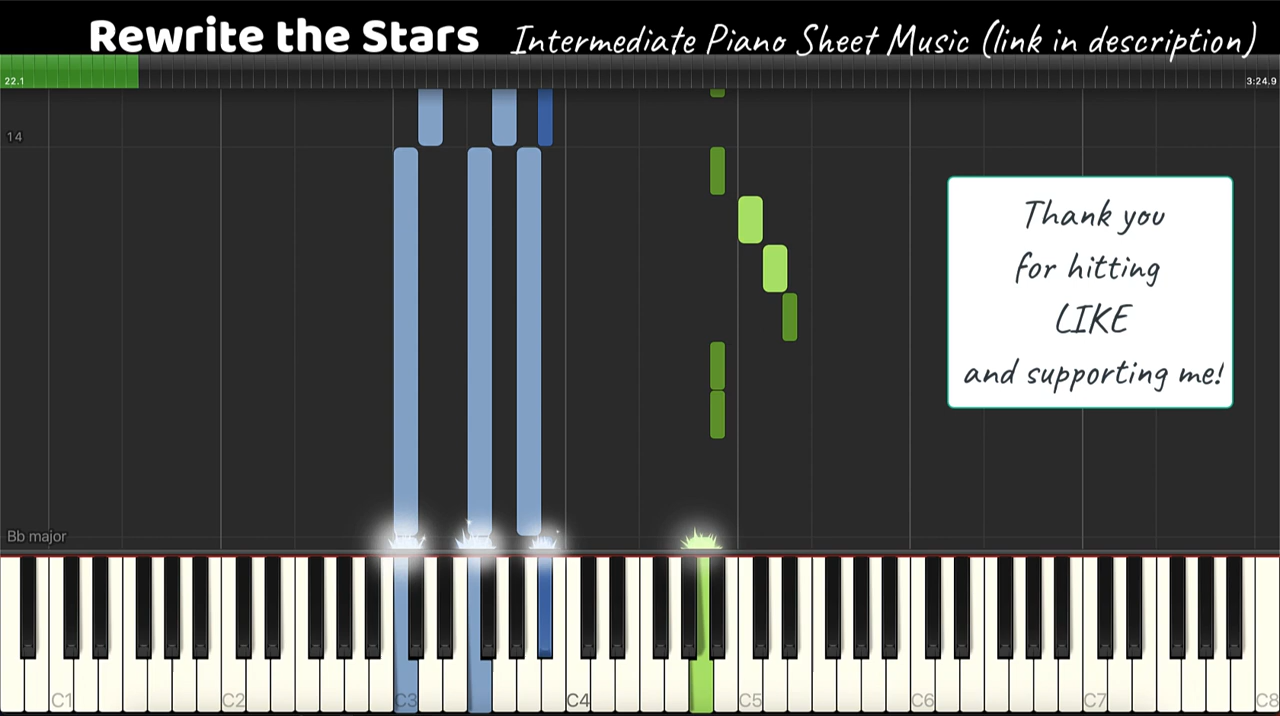 Rewrite the Stars Intermediate Piano Sheet Music (link in description)
22.1 3:24.9
14
Thank you
for hitting
LIKE
and supporting me!
Bb major
C1 C2 C3 C4 C5 C6 C7 C8